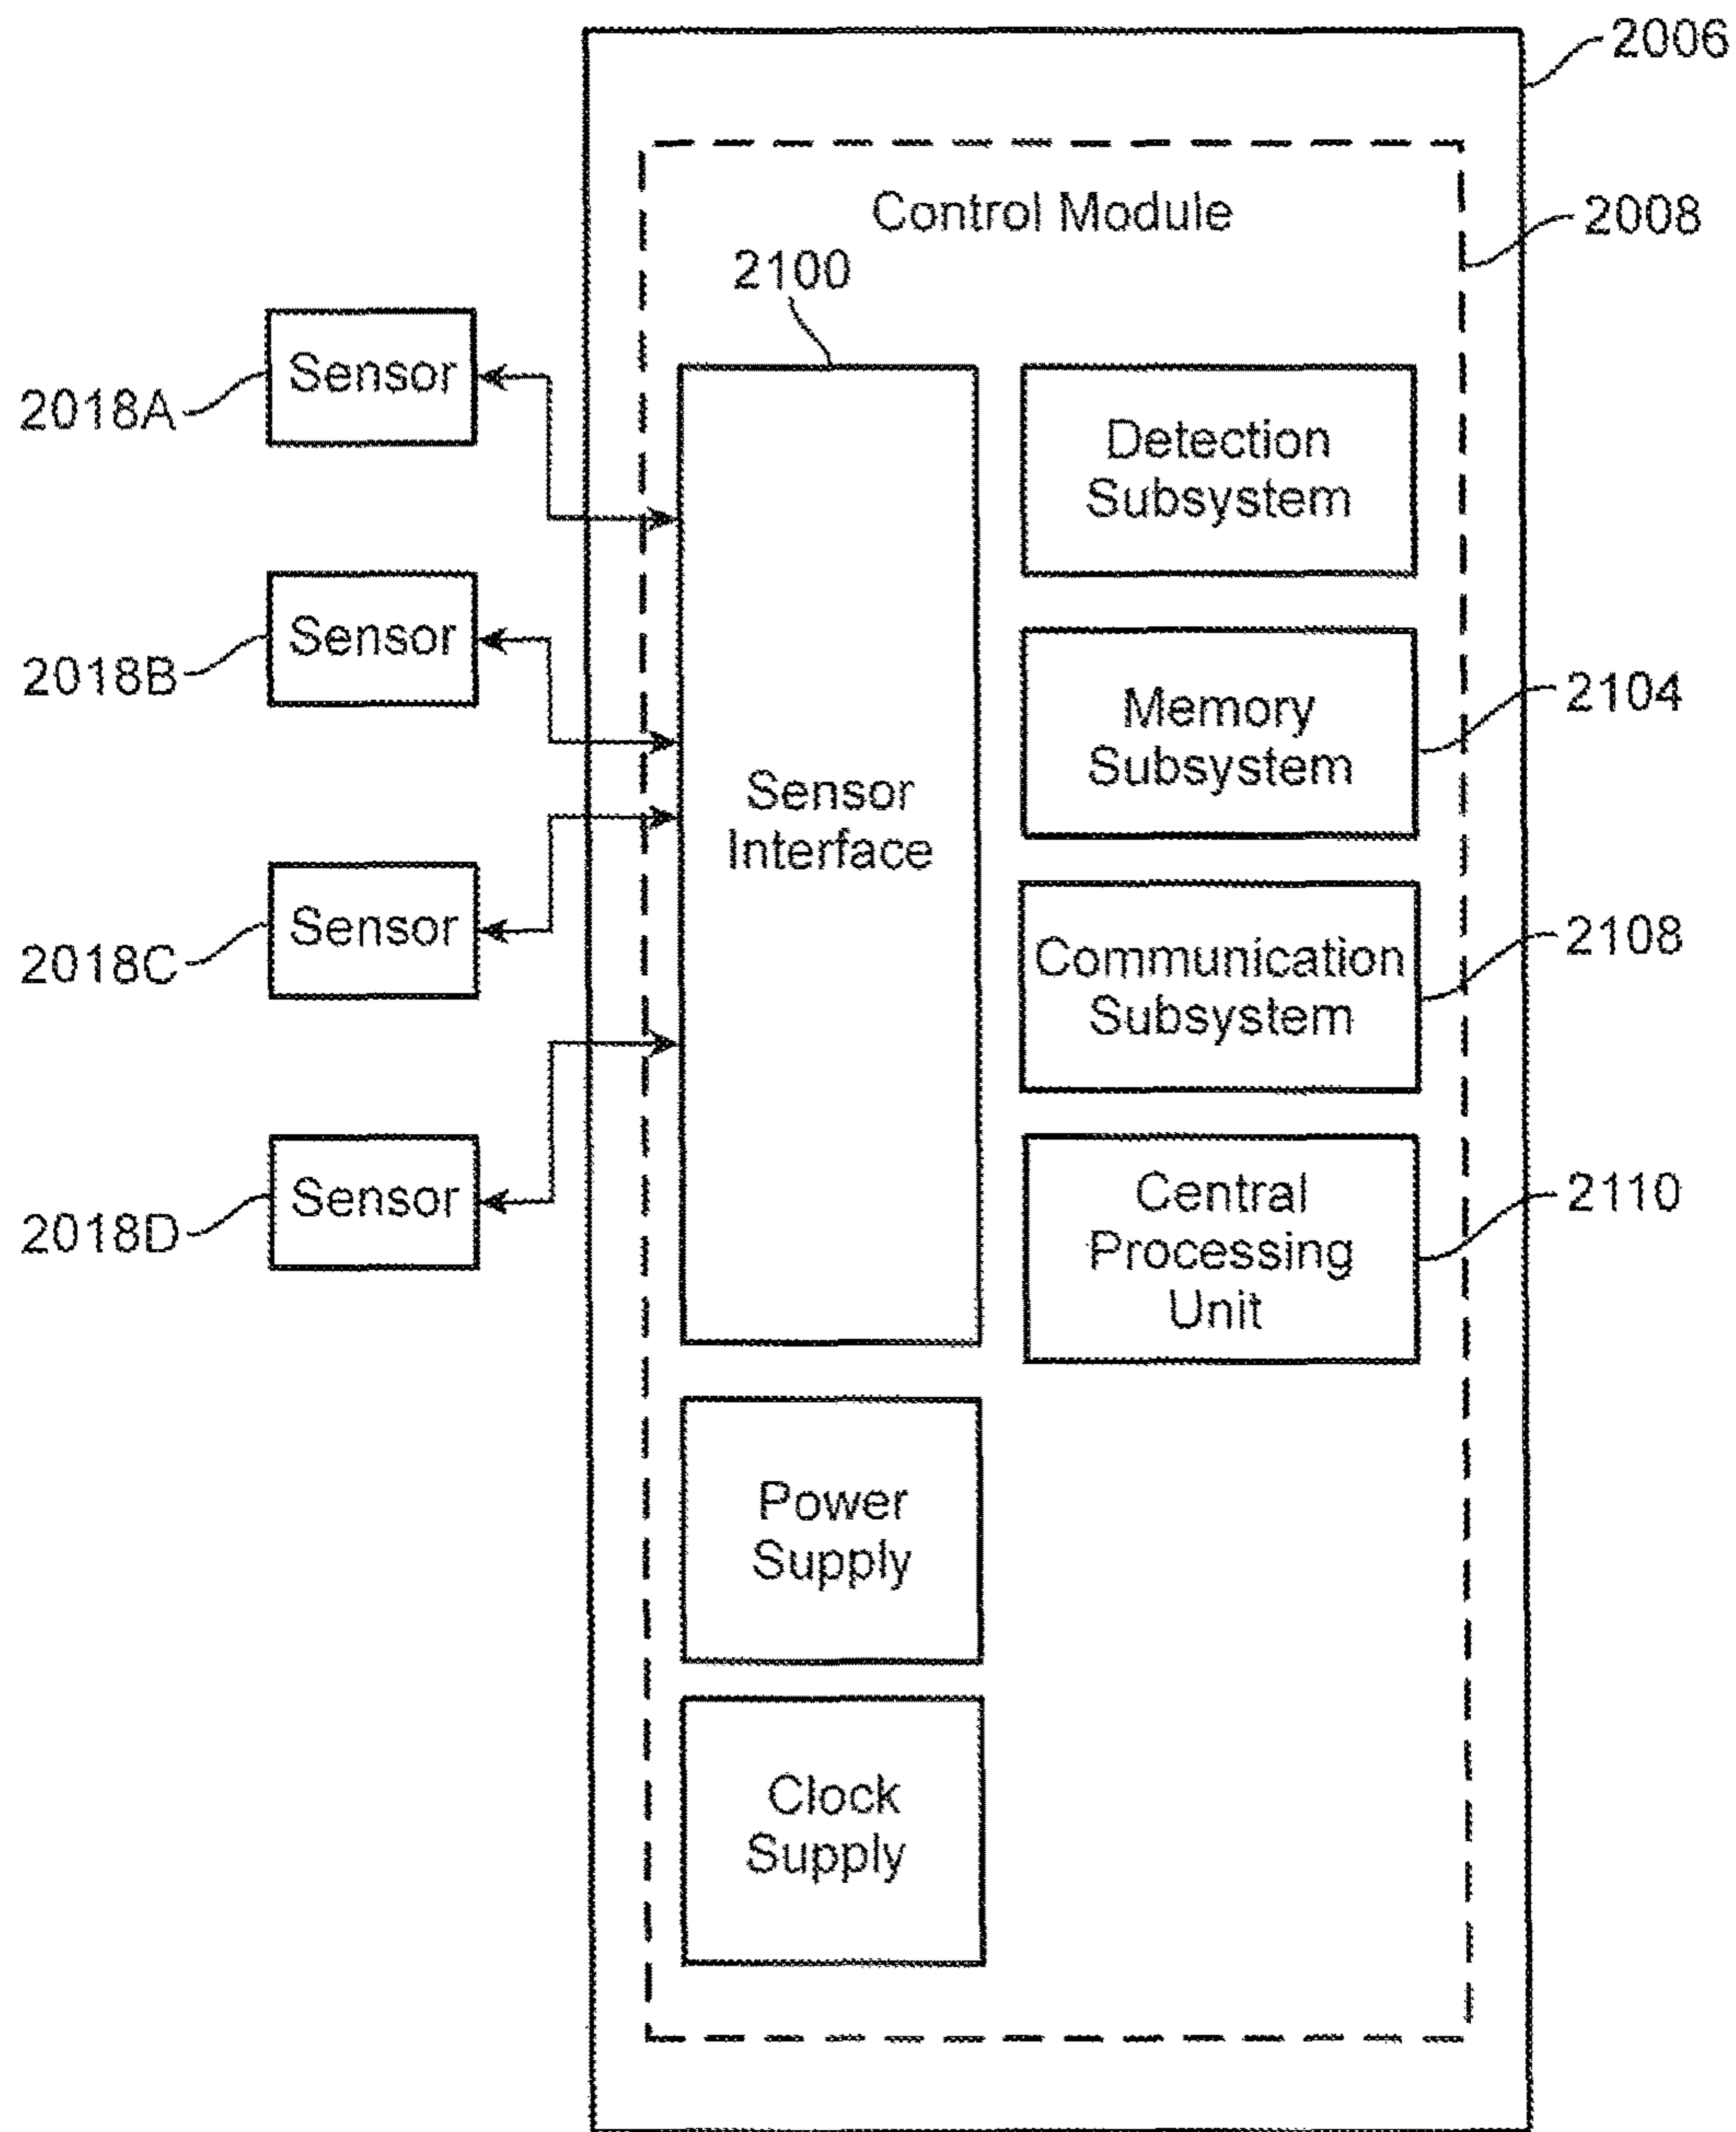 2006
Control Module
2008
2100
Sensor
2018A
Detection
Subsystem
Sensor
2018B
Memory
Subsystem
2104
Sensor
Interface
Sensor
2018C
Communication
Subsystem
2108
Sensor
2018D
Central
Processing
Unit
2110
Power
Supply
Clock
Supply